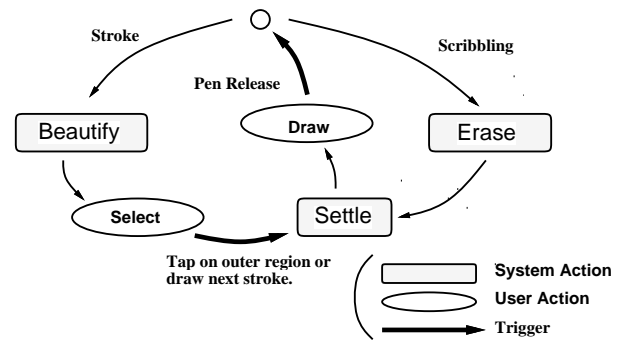 Stroke
Scribbling
Pen Release
Beautify
Draw
Erase
Select
Settle
Tap on outer region or
draw next stroke.
System Action
User Action
Trigger